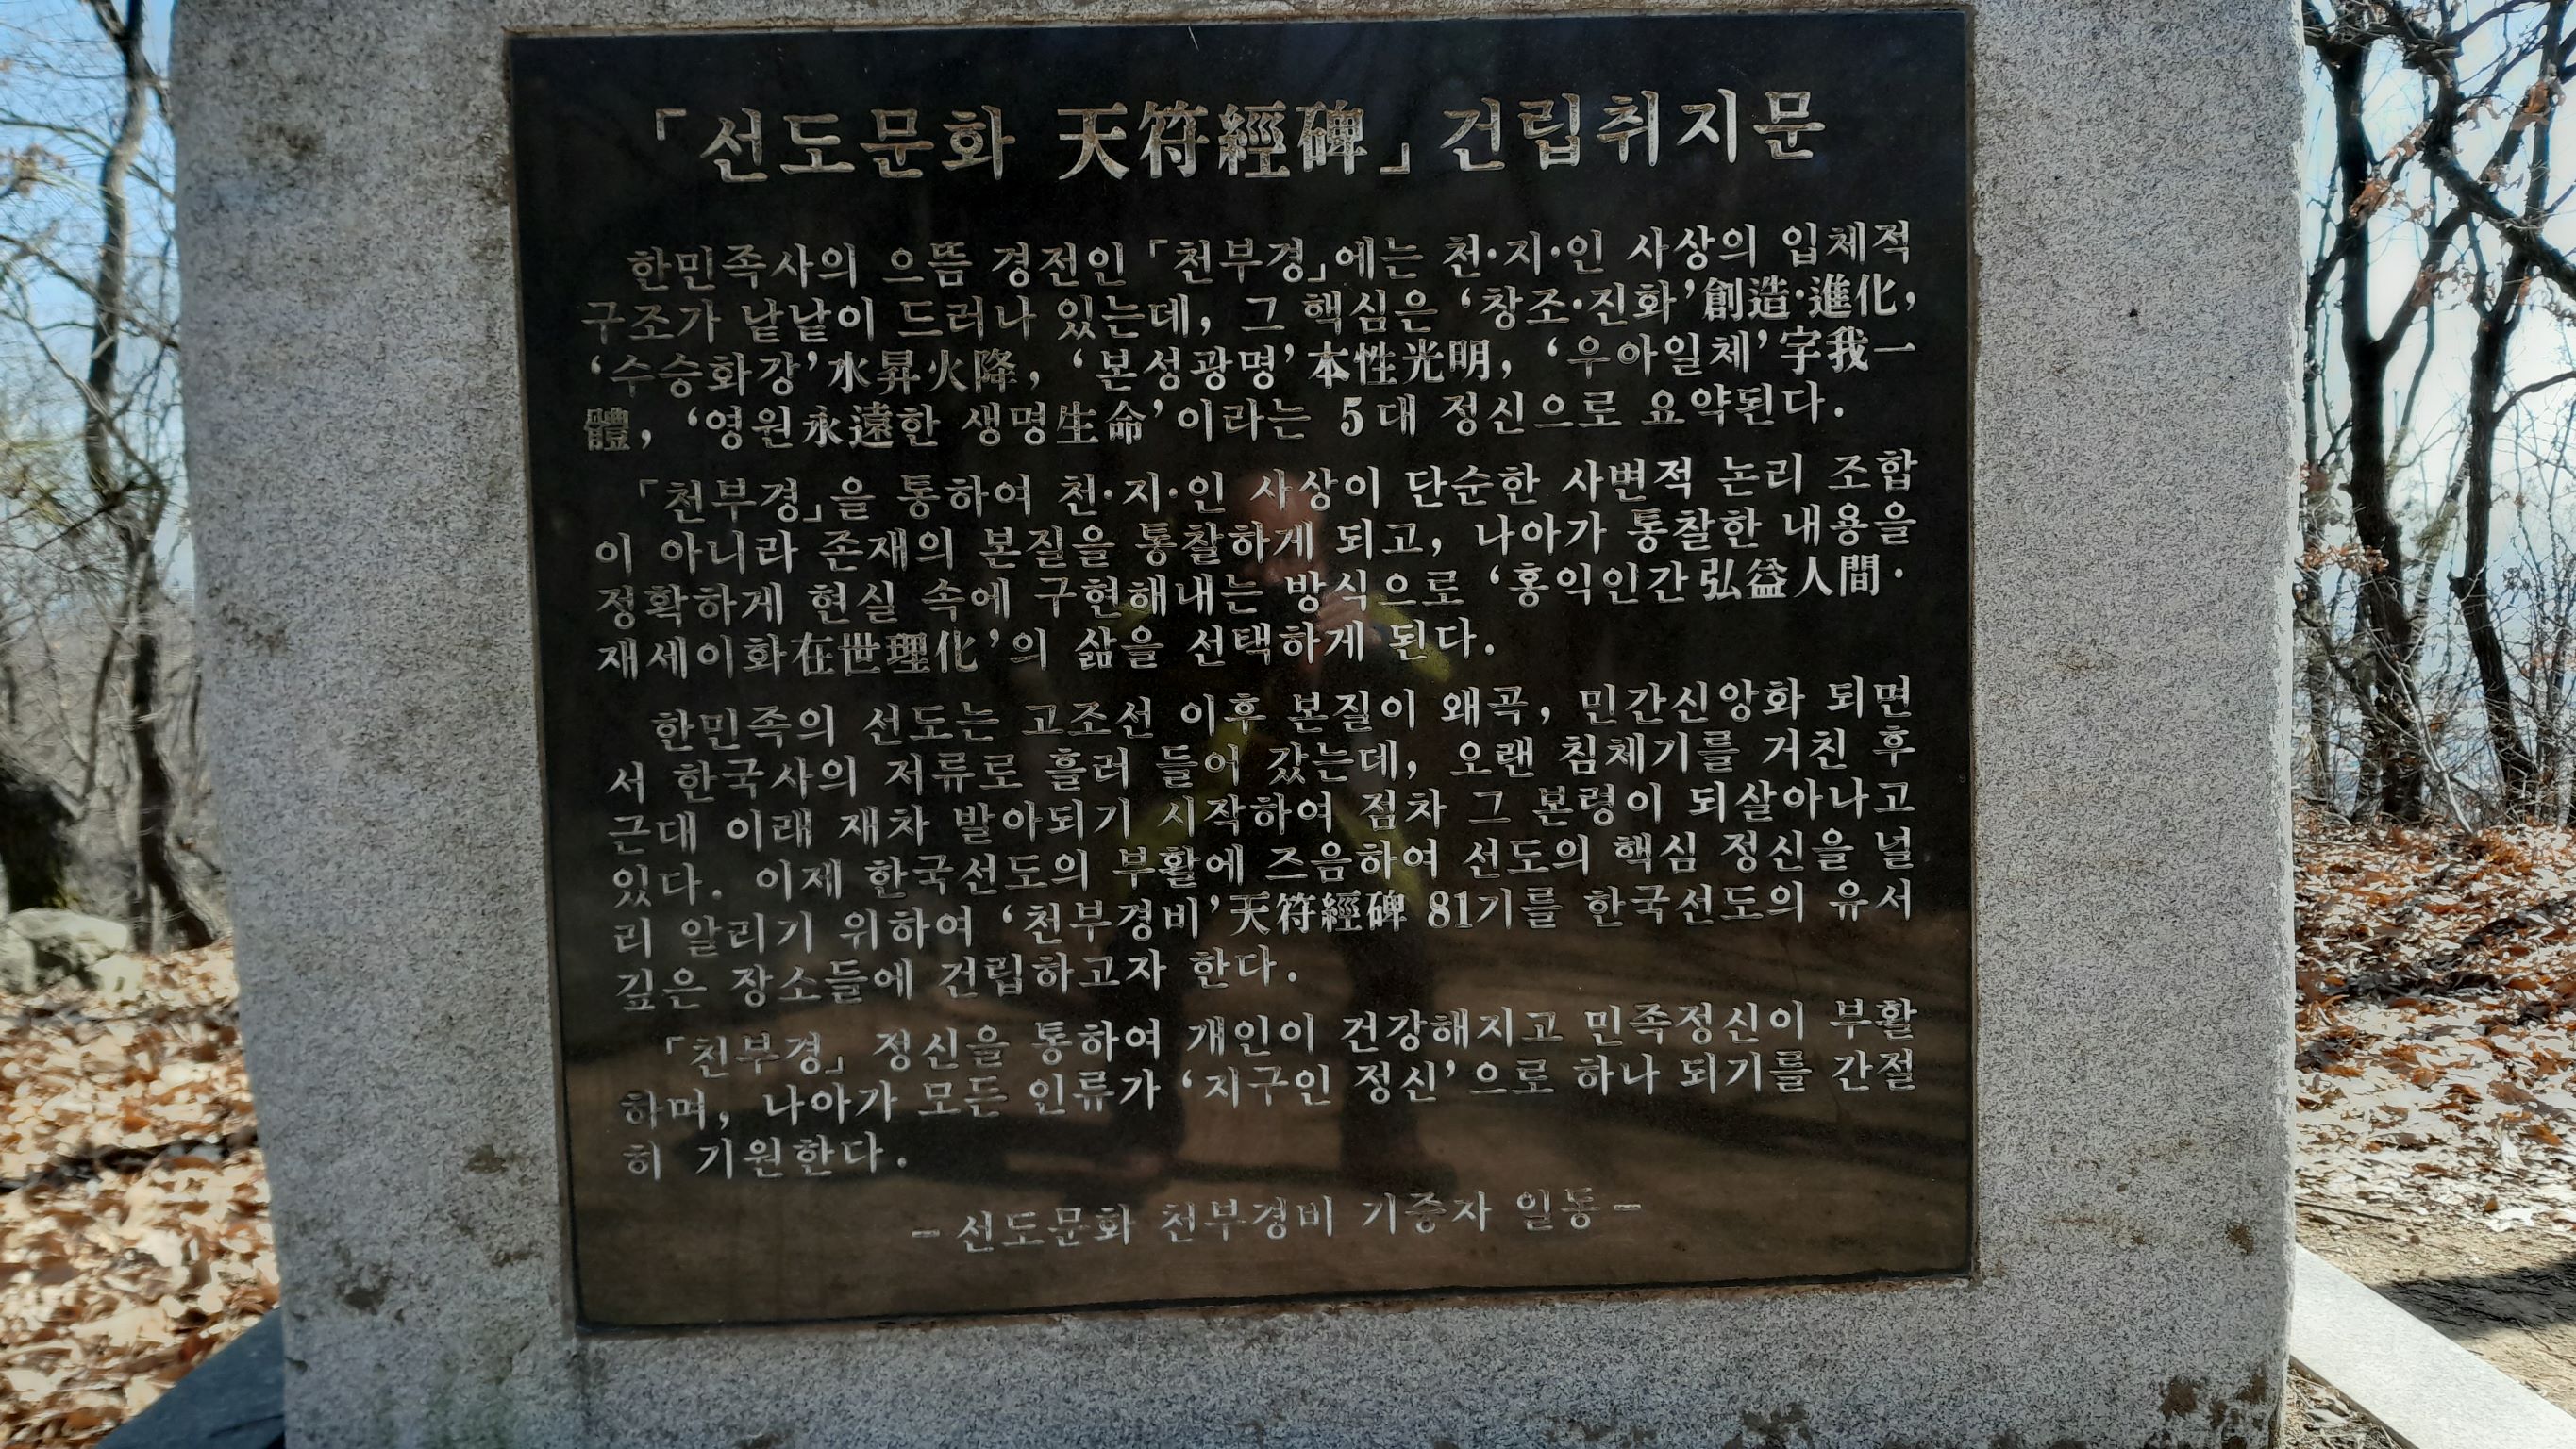 「선도문화 天符經碑」 건립취지문
한민족사의 으뜸 경전인 「천부경」에는 천·지·인 사상의 입체적
구조가 낱낱이 드러나 있는데, 그 핵심은 ‘창조·진화’創造·進化,
‘수승화강’水昇火降, ‘본성광명’本性光明, ‘우아일체’宇我一
體, ‘영원永遠한 생명生命’이라는 5대 정신으로 요약된다.
「천부경」을 통하여 천·지·인 사상이 단순한 사변적 논리 조합
이 아니라 존재의 본질을 통찰하게 되고, 나아가 통찰한 내용을
정확하게 현실 속에 구현해내는 방식으로 ‘홍익인간弘益人間·
재세이화在世理化’의 삶을 선택하게 된다.
한민족의 선도는 고조선 이후 본질이 왜곡, 민간신앙화 되면
서 한국사의 저류로 흘러 들어 갔는데, 오랜 침체기를 거친 후
근대 이래 재차 발아되기 시작하여 점차 그 본령이 되살아나고
있다. 이제 한국선도의 부활에 즈음하여 선도의 핵심 정신을 널
리 알리기 위하여 ‘천부경비’天符經碑 81기를 한국선도의 유서
깊은 장소들에 건립하고자 한다.
「천부경」 정신을 통하여 개인이 건강해지고 민족정신이 부활
하며, 나아가 모든 인류가 ‘지구인 정신’으로 하나 되기를 간절
히 기원한다.
-선도문화 천부경비 기증자 일동-